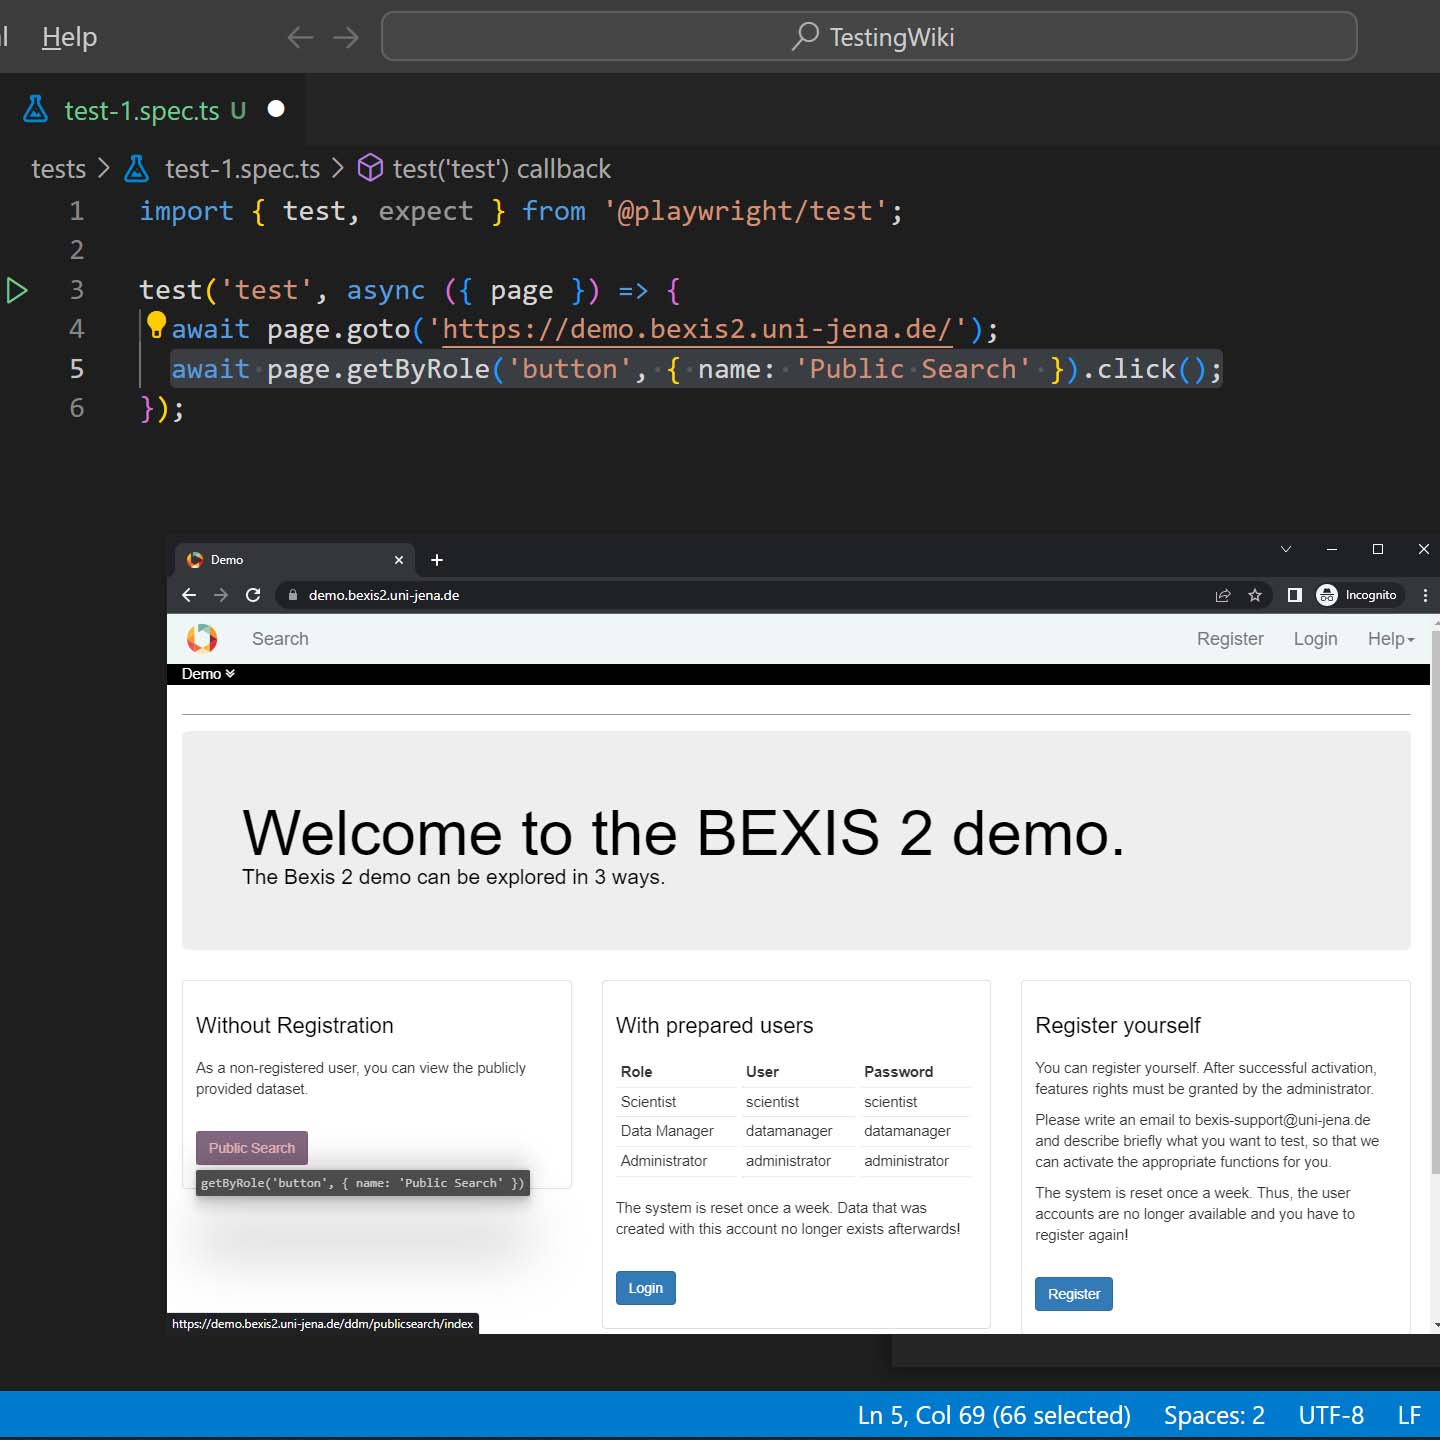 l Help TestingWiki
test-1.spec.ts U
tests > test-1.spec.ts > test('test') callback
1 import { test, expect } from '@playwright/test';
2
3 test('test', async ({ page }) => {
4 await page.goto('https://demo.bexis2.uni-jena.de/');
5 await page.getByRole('button', { name: 'Public Search' }).click();
6 });
Demo
demo.bexis2.uni-jena.de
Incognito
Search Register Login Help
Demo
Welcome to the BEXIS 2 demo.
The Bexis 2 demo can be explored in 3 ways.
Without Registration
As a non-registered user, you can view the publicly
provided dataset.
Public Search
getByRole('button', { name: 'Public Search' })
With prepared users
Role User Password
Scientist scientist scientist
Data Manager datamanager datamanager
Administrator administrator administrator
The system is reset once a week. Data that was
created with this account no longer exists afterwards!
Login
Register yourself
You can register yourself. After successful activation,
features rights must be granted by the administrator.
Please write an email to bexis-support@uni-jena.de
and describe briefly what you want to test, so that we
can activate the appropriate functions for you.
The system is reset once a week. Thus, the user
accounts are no longer available and you have to
register again!
Register
https://demo.bexis2.uni-jena.de/ddm/publicsearch/index
Ln 5, Col 69 (66 selected) Spaces: 2 UTF-8 LF